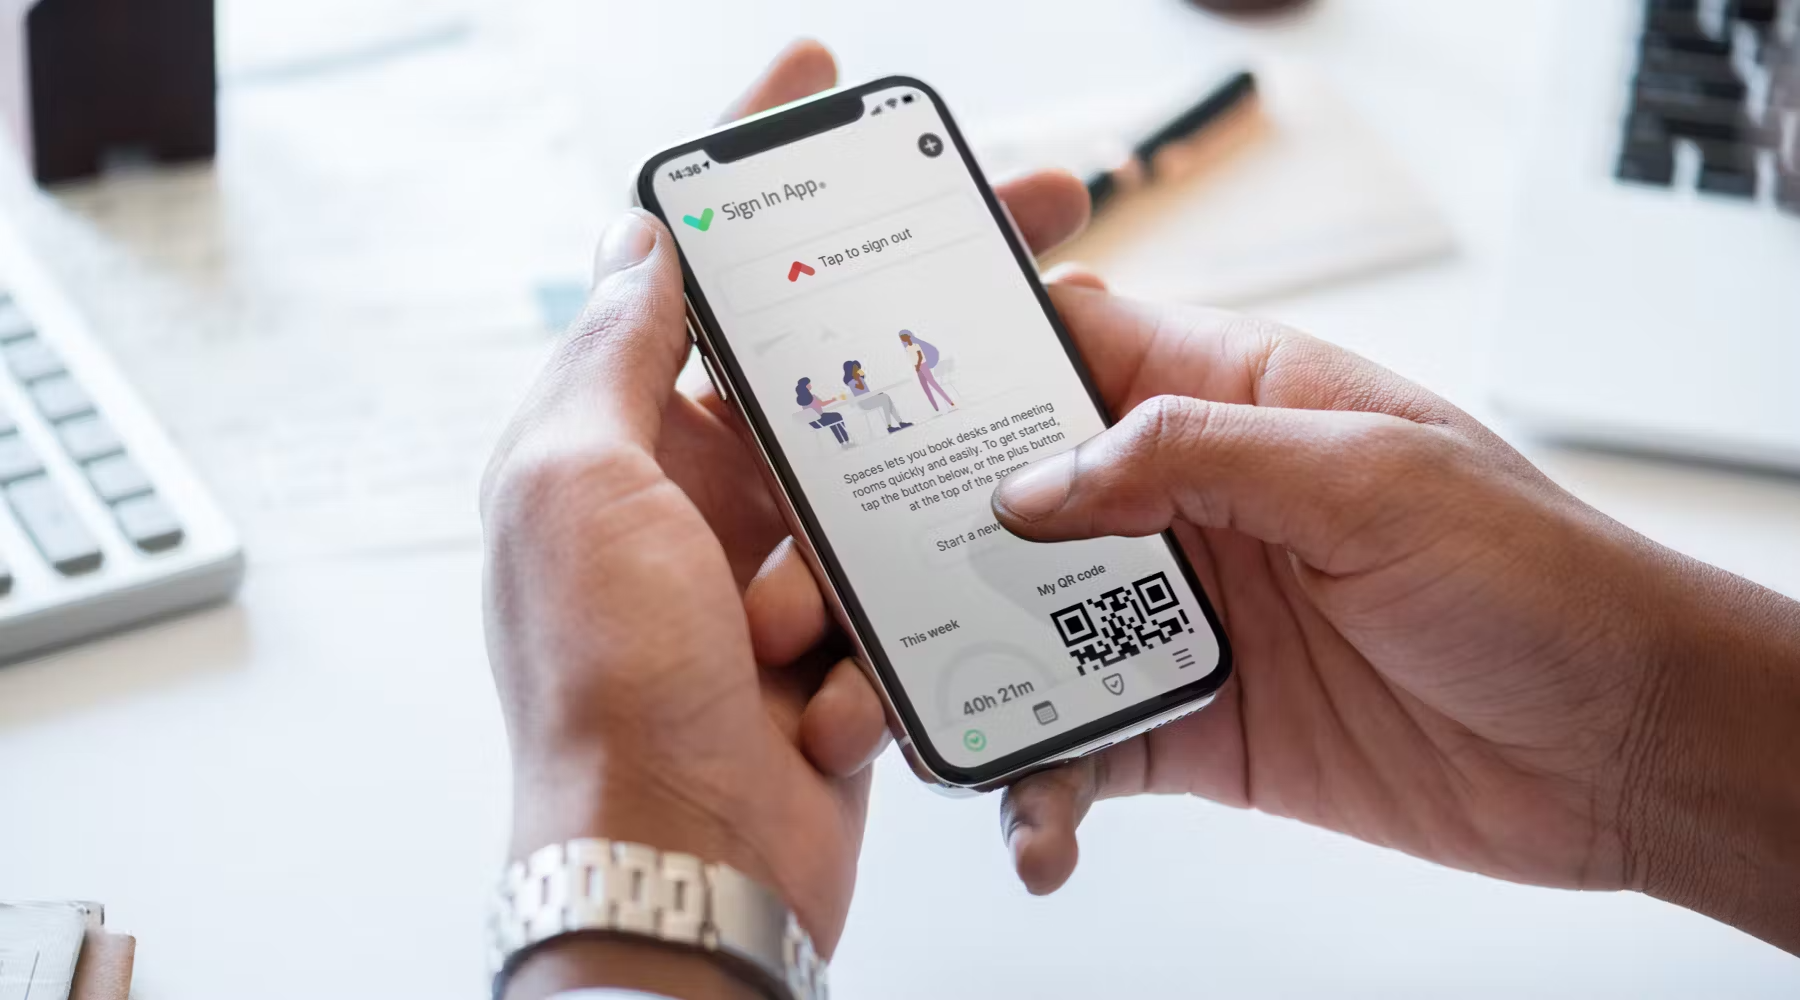 14:36
Sign In App®
Tap to sign out
Spaces lets you book desks and meeting
rooms quickly and easily. To get started,
tap the button below, or the plus button
at the top of the screen
Start a new
My QR code
This week
40h 21m